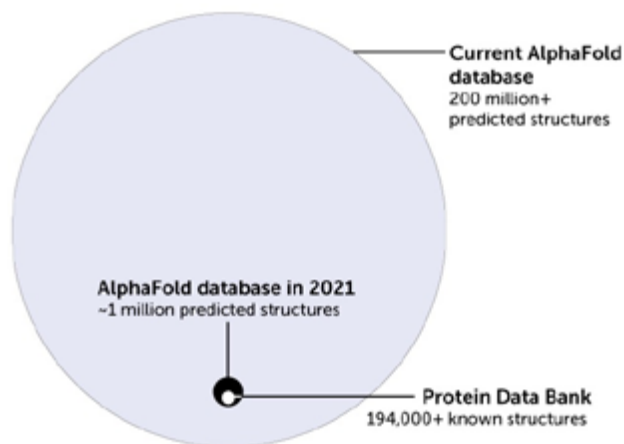 Current AlphaFold
database
200 million+
predicted structures
AlphaFold database in 2021
~1 million predicted structures
Protein Data Bank
194,000+ known structures